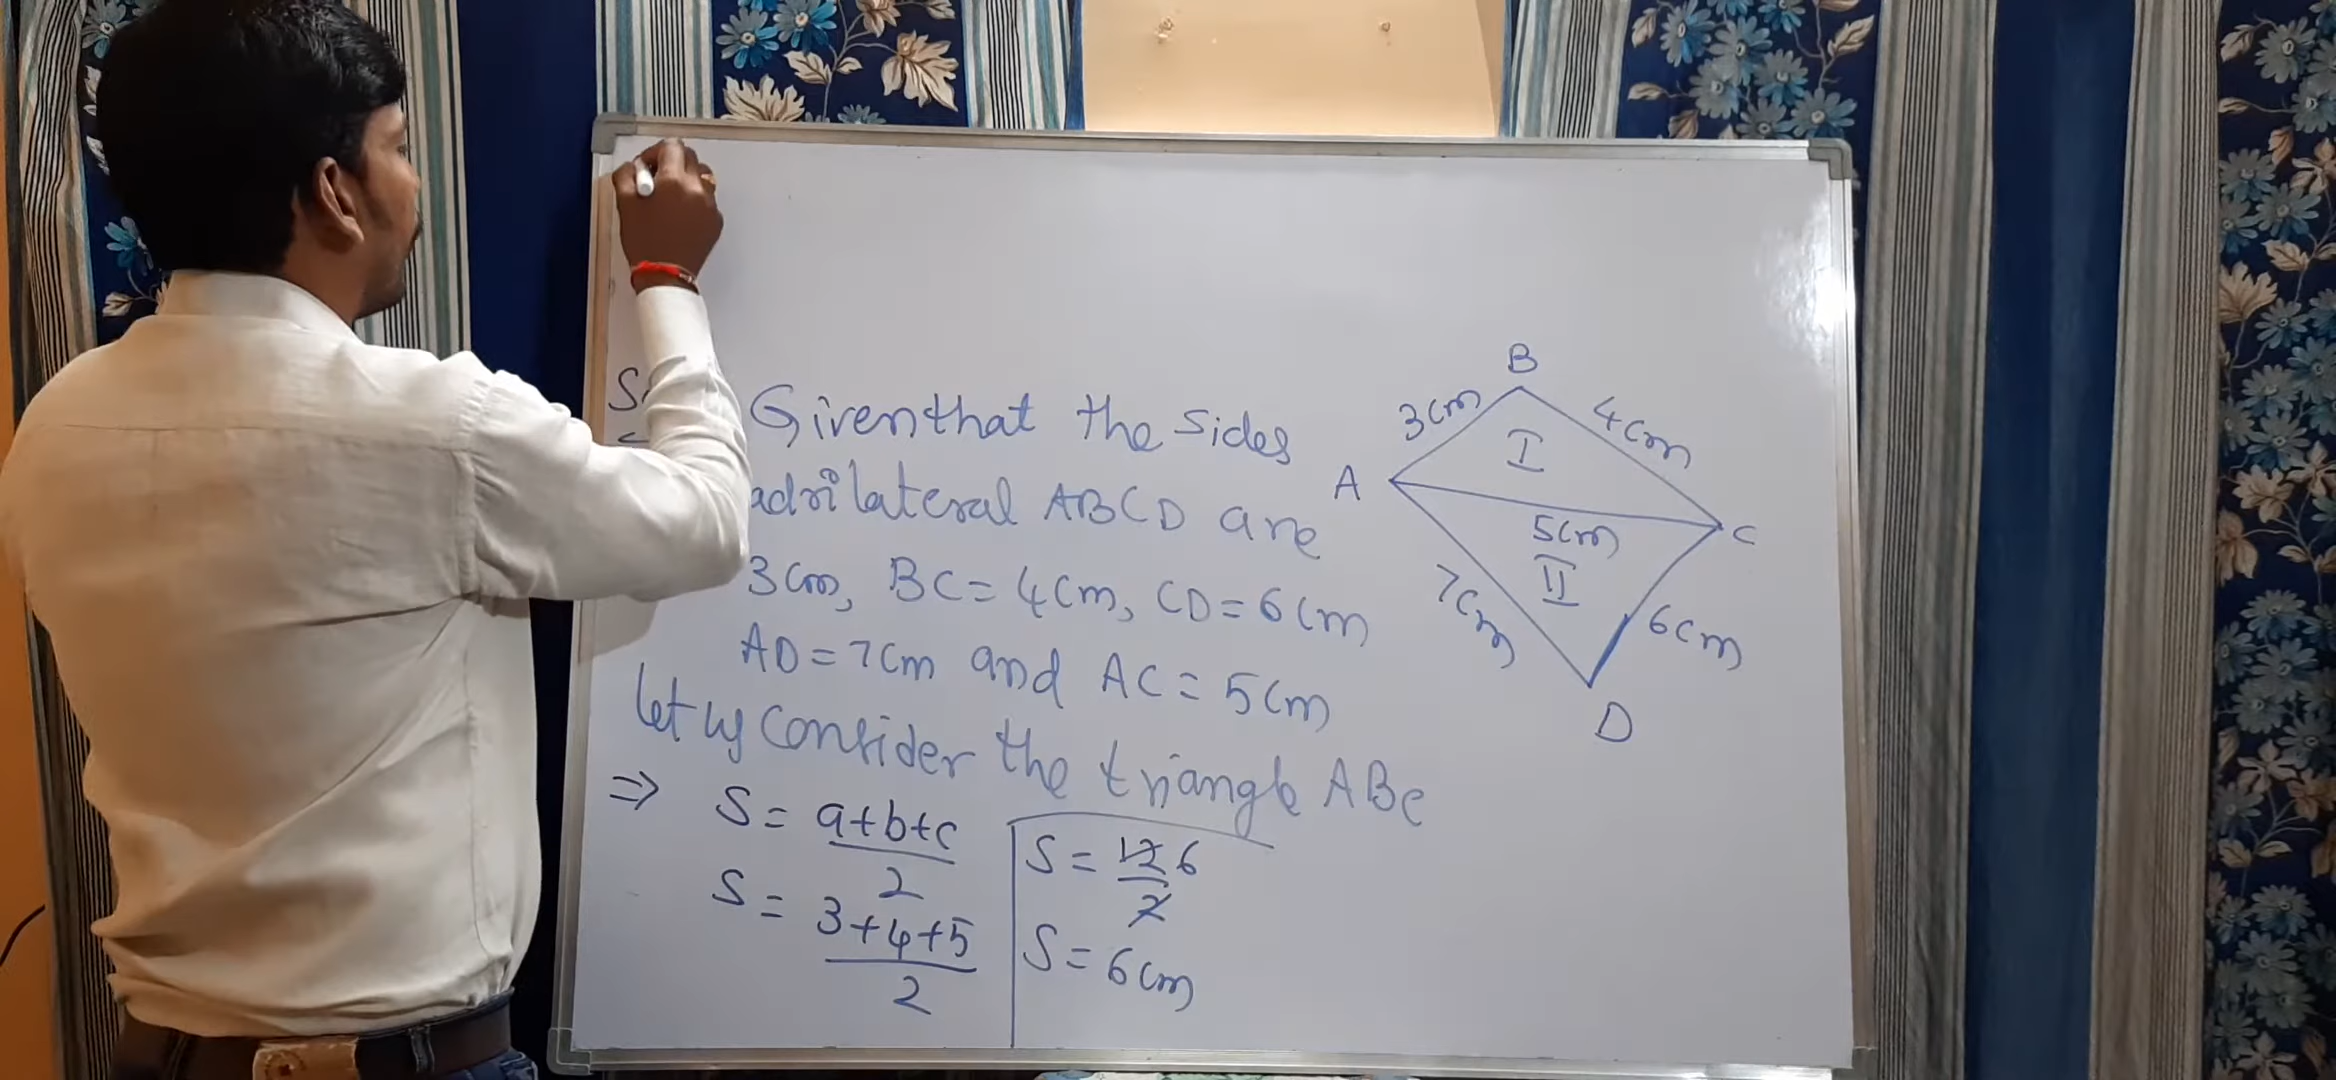 Given that the Sides
adrilateral ABCD are
3cm, BC = 4cm, CD = 6cm
AD = 7cm and AC = 5cm
let us Consider the triangle ABC
⇒ S = a+b+c
2
S = 3+4+5
2
S = 12 6
2
S = 6cm
B
3cm
4cm
I
A
5cm
C
II
7cm
6cm
D